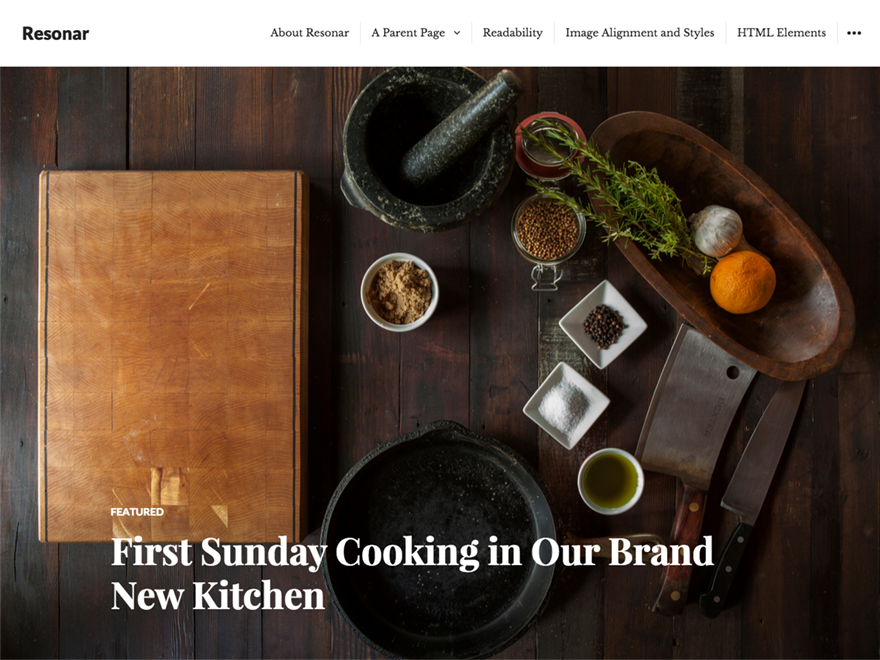 Resonar
About Resonar
A Parent Page
Readability
Image Alignment and Styles
HTML Elements
FEATURED
First Sunday Cooking in Our Brand
New Kitchen